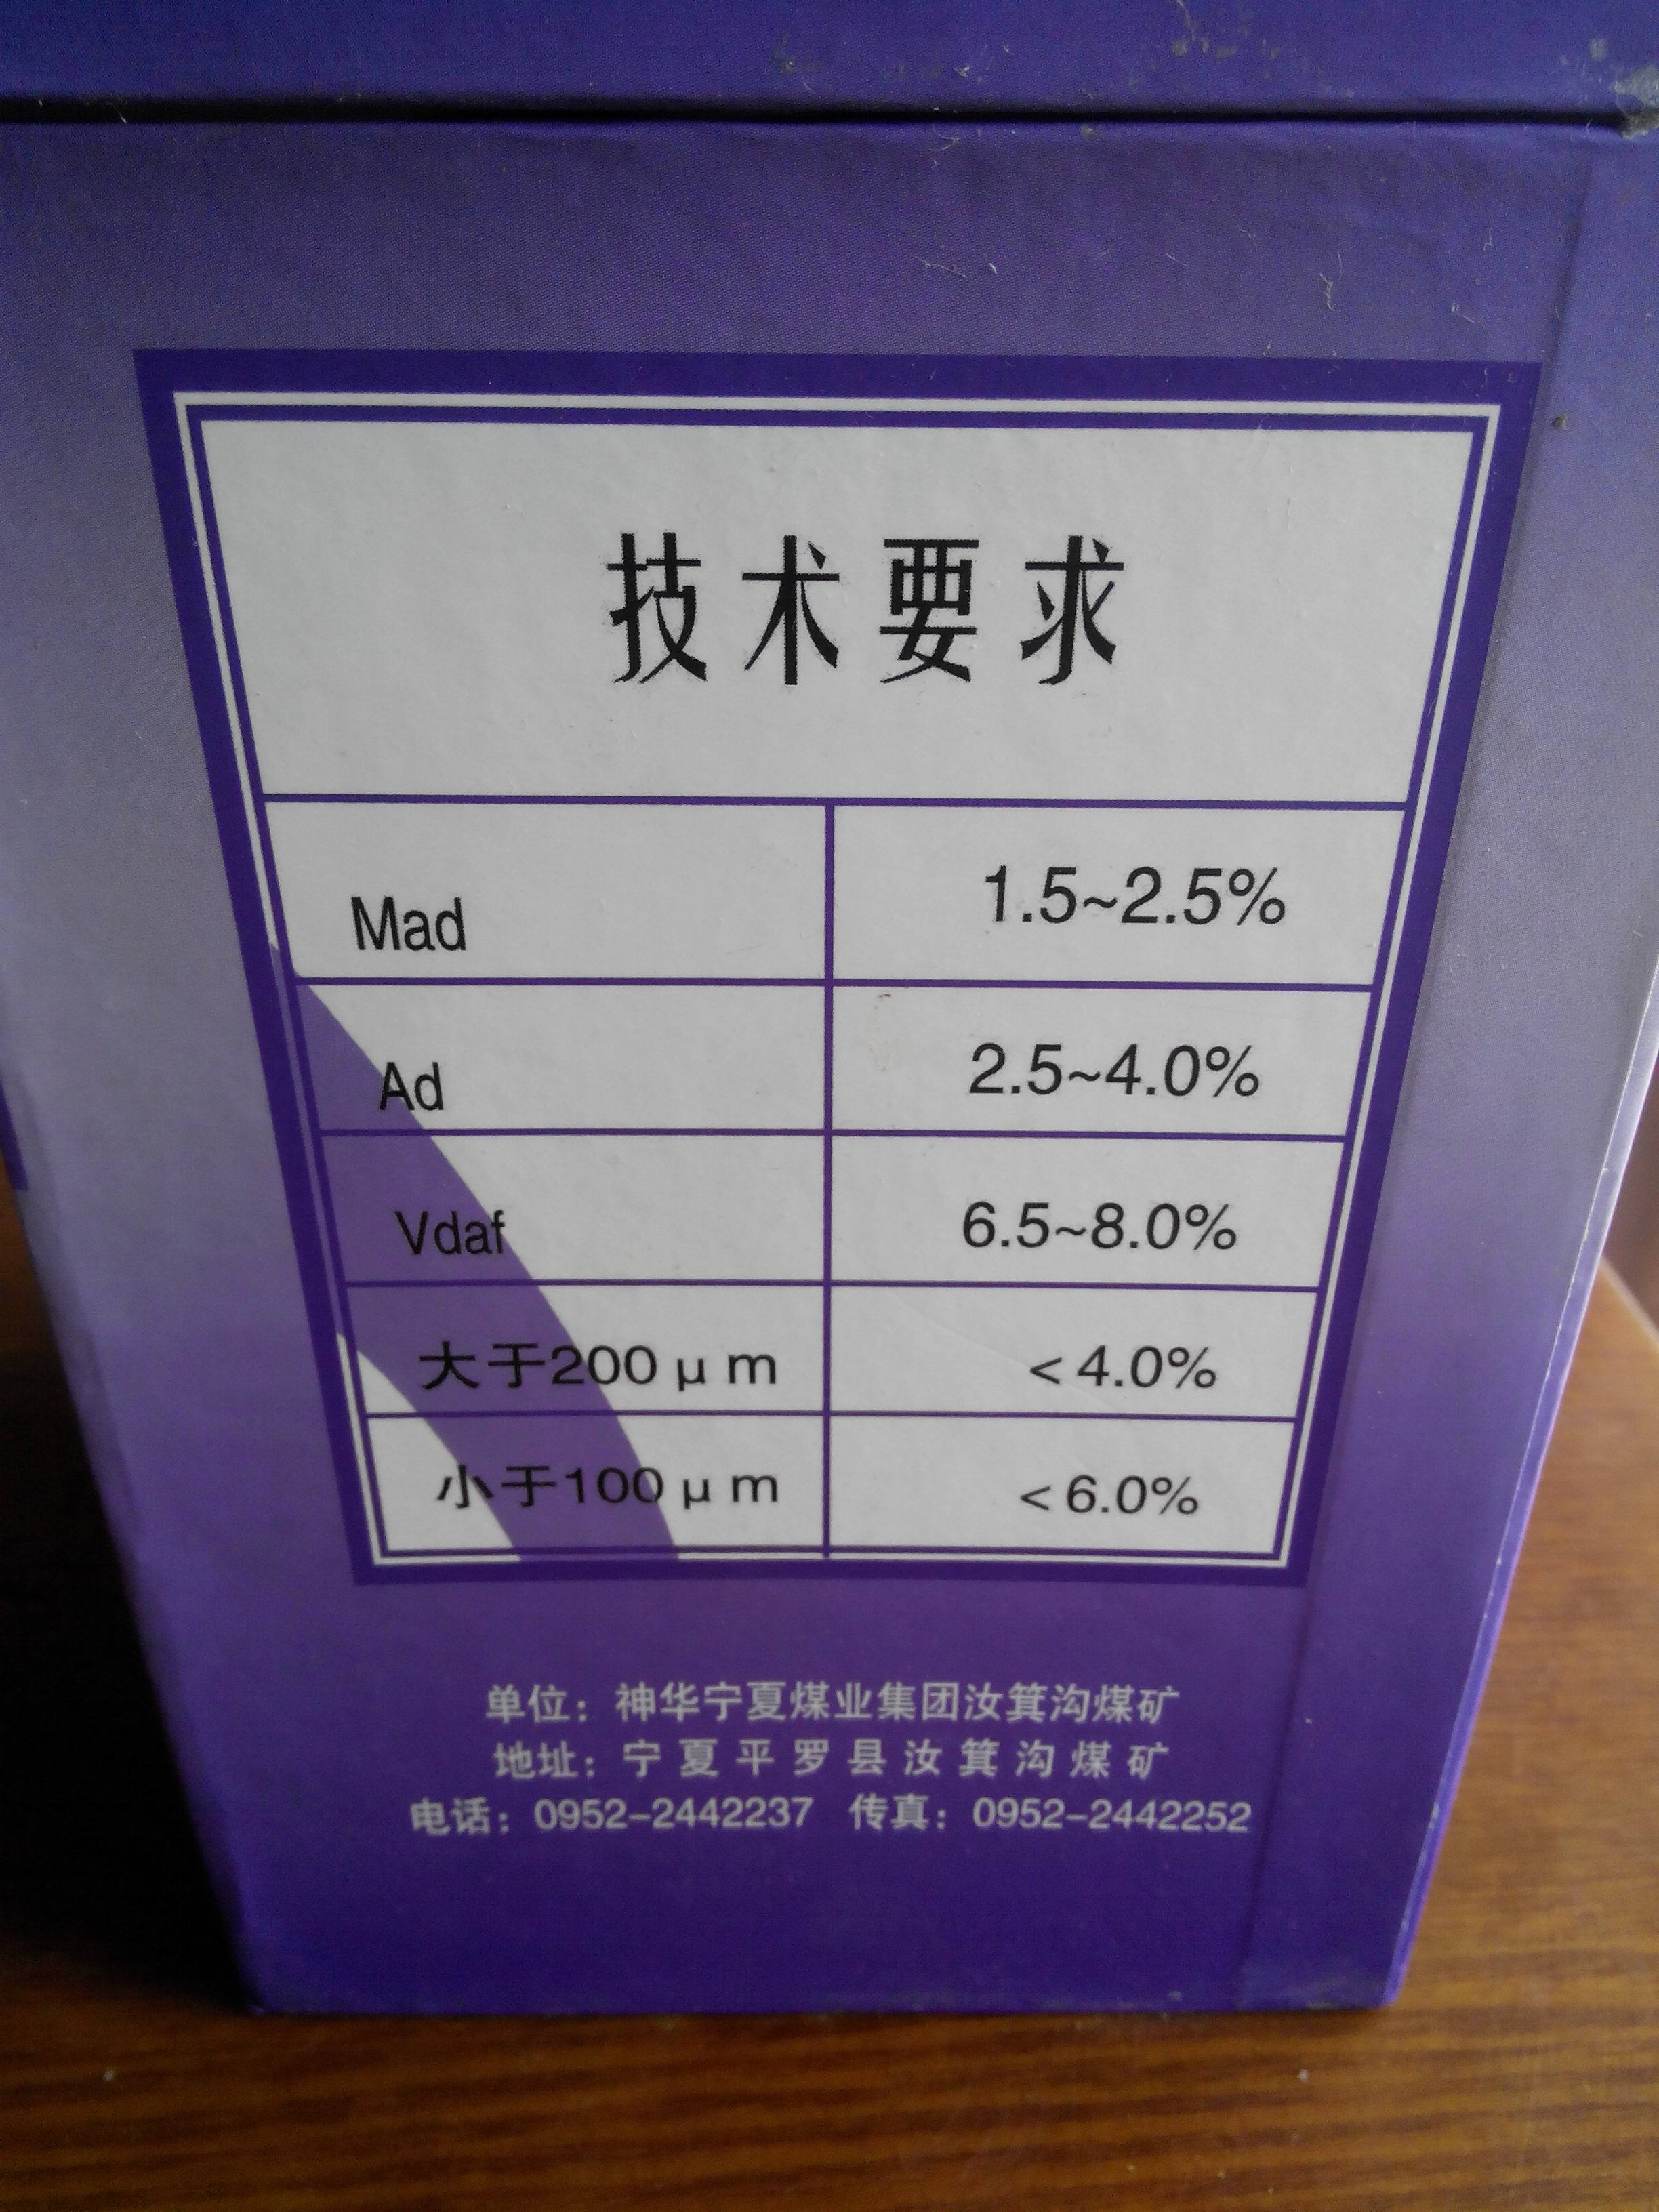 技术要求
Mad 1.5~2.5%
Ad 2.5~4.0%
Vdaf 6.5~8.0%
大于200μm <4.0%
小于100μm <6.0%
单位：神华宁夏煤业集团汝箕沟煤矿
地址：宁夏平罗县汝箕沟煤矿
电话：0952-2442237 传真：0952-2442252